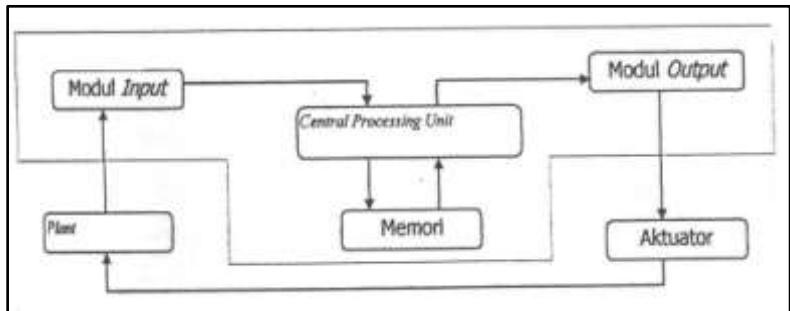 Modul Input
Modul Output
Central Processing Unit
Plant
Memori
Aktuator